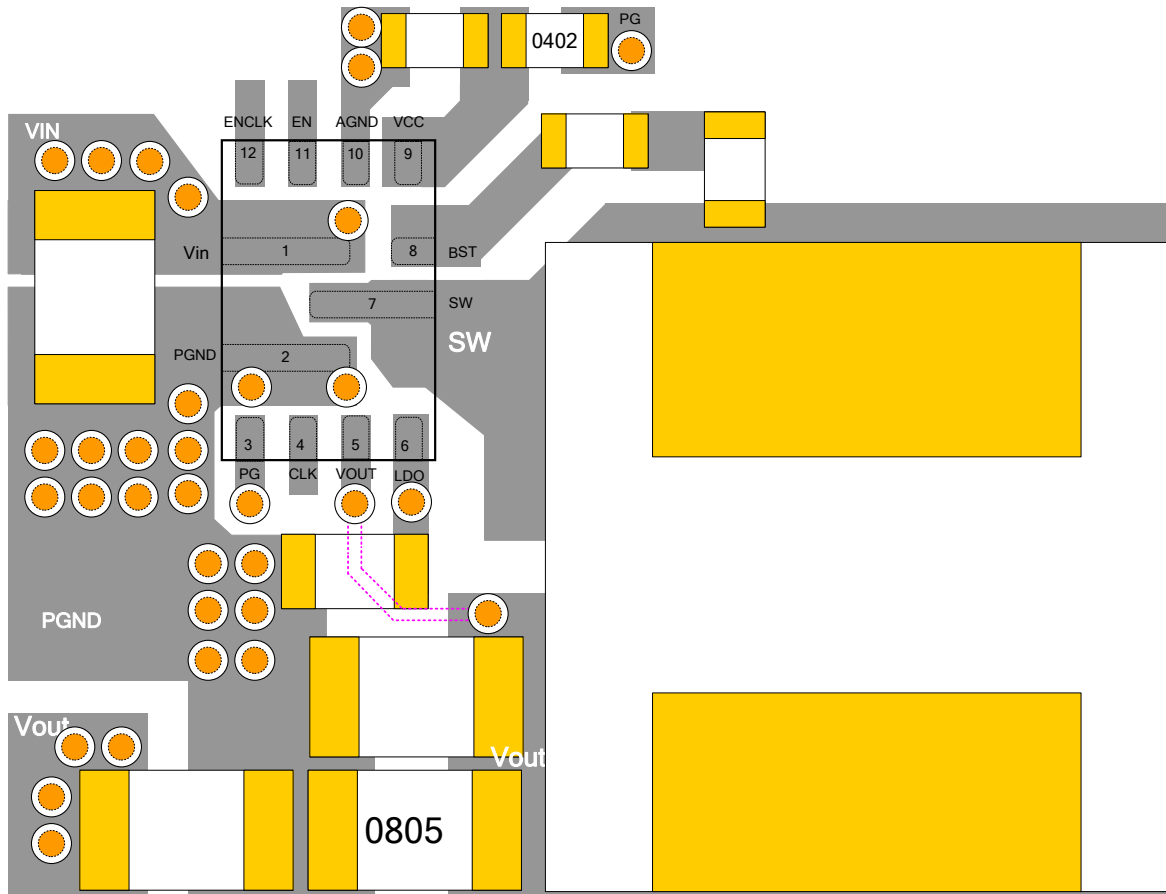 PG
0402
ENCLK EN AGND VCC
VIN
12 11 10 9
Vin 1 8 BST
7 SW
SW
PGND 2
3 4 5 6
PG CLK VOUT LDO
PGND
Vout
Vout
0805